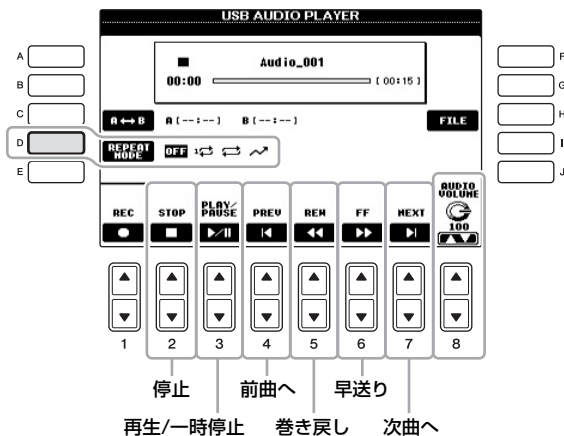 USB AUDIO PLAYER
Audio_001
00:00 [ 00:15 ]
A
B
C
D
E
F
G
H
I
J
A↔B A[--:--] B[--:--] FILE
REPEAT MODE OFF 1
AUDIO VOLUME
100
REC STOP PLAY/PAUSE PREV REW FF NEXT
1 2 3 4 5 6 7 8
停止 前曲へ 早送り
再生/一時停止 巻き戻し 次曲へ